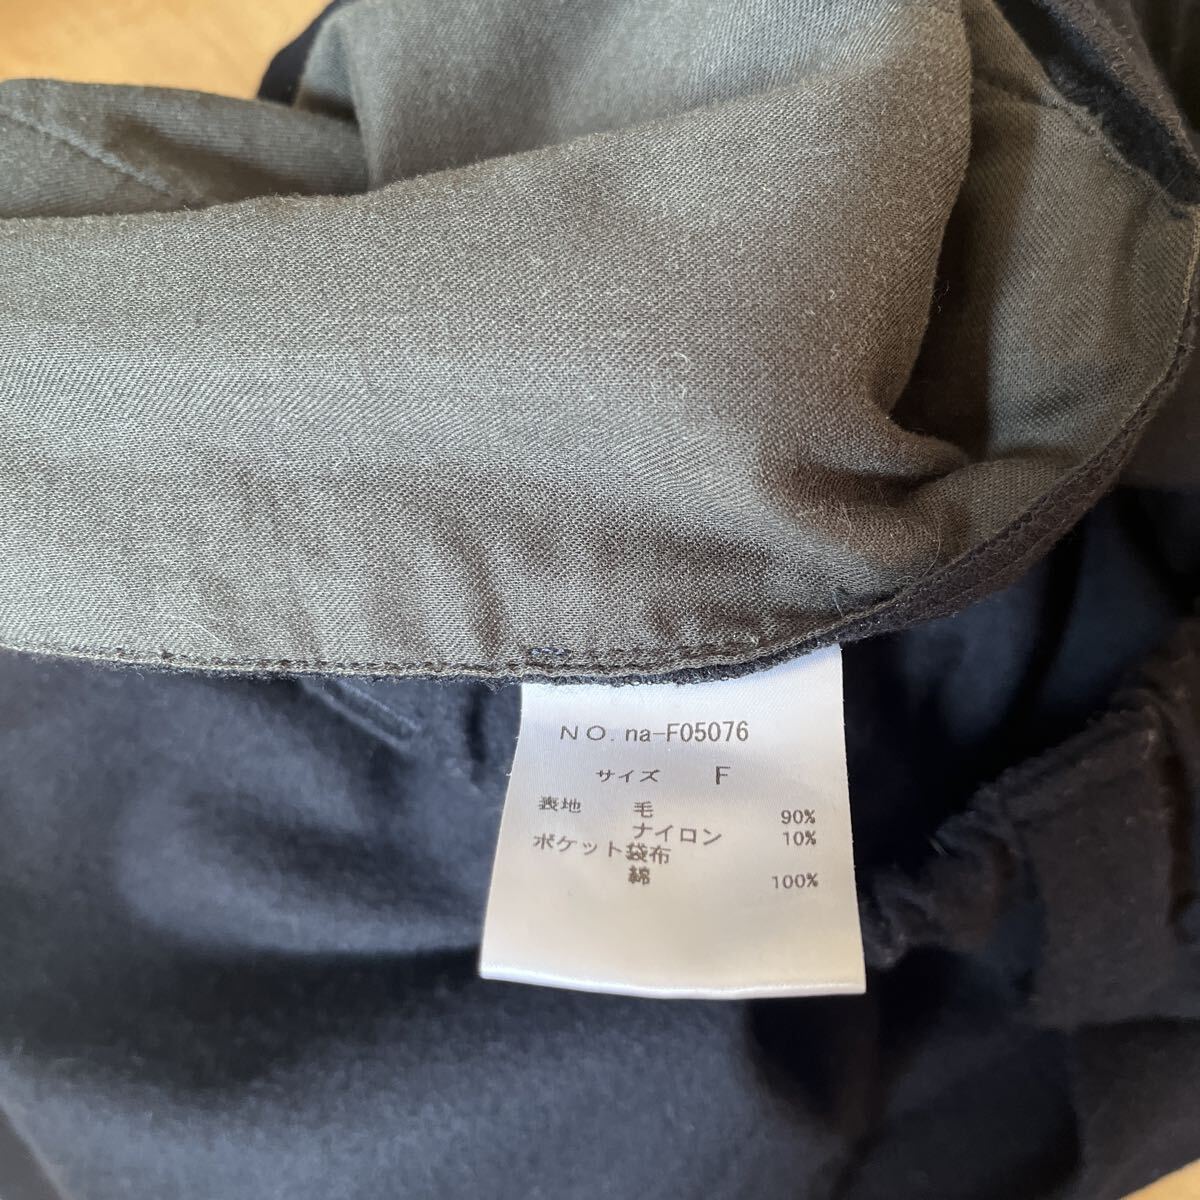 NO. na-F05076
サイズ F
表地 毛 90%
ナイロン 10%
ポケット袋布
綿 100%